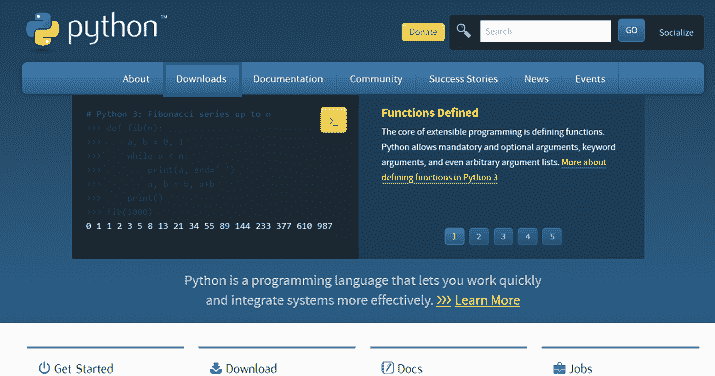 python™
Donate
Search
GO
Socialize
About Downloads Documentation Community Success Stories News Events
# Python 3: Fibonacci series up to n
>>> def fib(n):
>>>     a, b = 0, 1
>>>     while a < n:
>>>         print(a, end=' ')
>>>         a, b = b, a+b
>>>     print()
>>> fib(1000)
0 1 1 2 3 5 8 13 21 34 55 89 144 233 377 610 987
>_
Functions Defined
The core of extensible programming is defining functions.
Python allows mandatory and optional arguments, keyword
arguments, and even arbitrary argument lists. More about
defining functions in Python 3
1 2 3 4 5
Python is a programming language that lets you work quickly
and integrate systems more effectively. >>> Learn More
Get Started
Download
Docs
Jobs